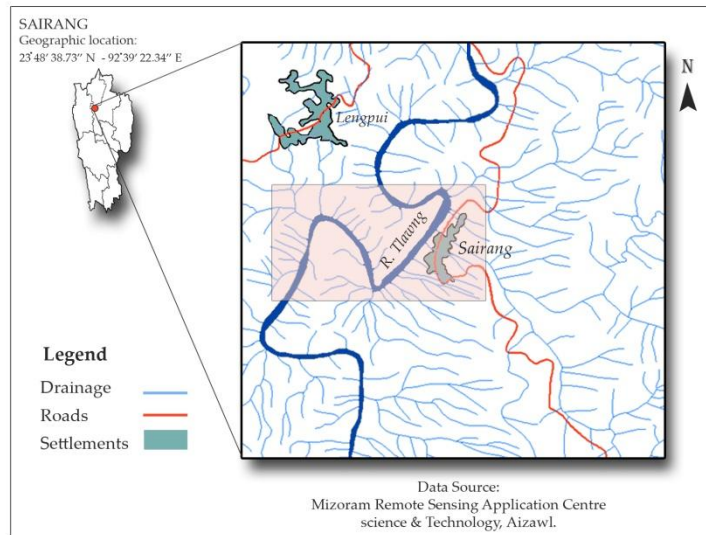 SAIRANG
Geographic location:
23°48' 38.73" N - 92°39' 22.34" E
N
Lengpui
R. Tlawng
Sairang
Legend
Drainage
Roads
Settlements
Data Source:
Mizoram Remote Sensing Application Centre
science & Technology, Aizawl.